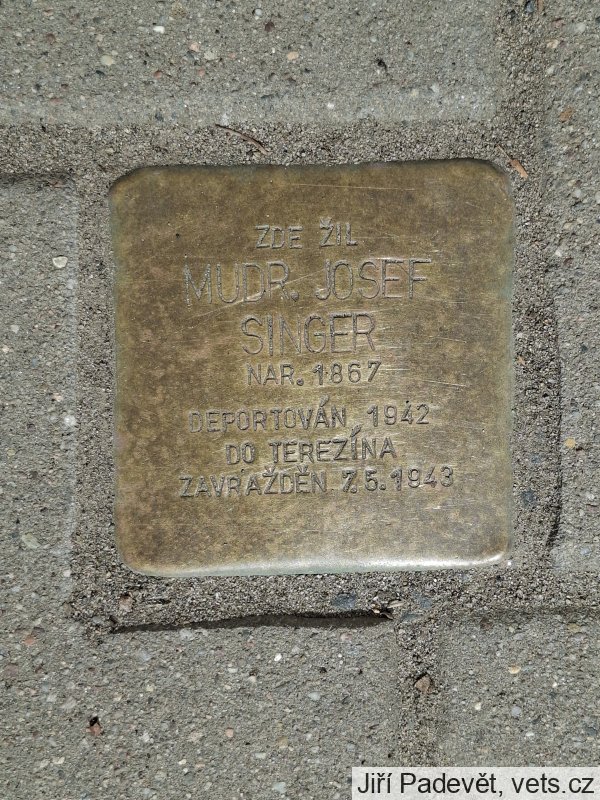 ZDE ŽIL
MUDR. JOSEF
SINGER
NAR. 1867
DEPORTOVÁN 1942
DO TEREZÍNA
ZAVRAŽDĚN 7.5.1943
Jiří Padevět, vets.cz